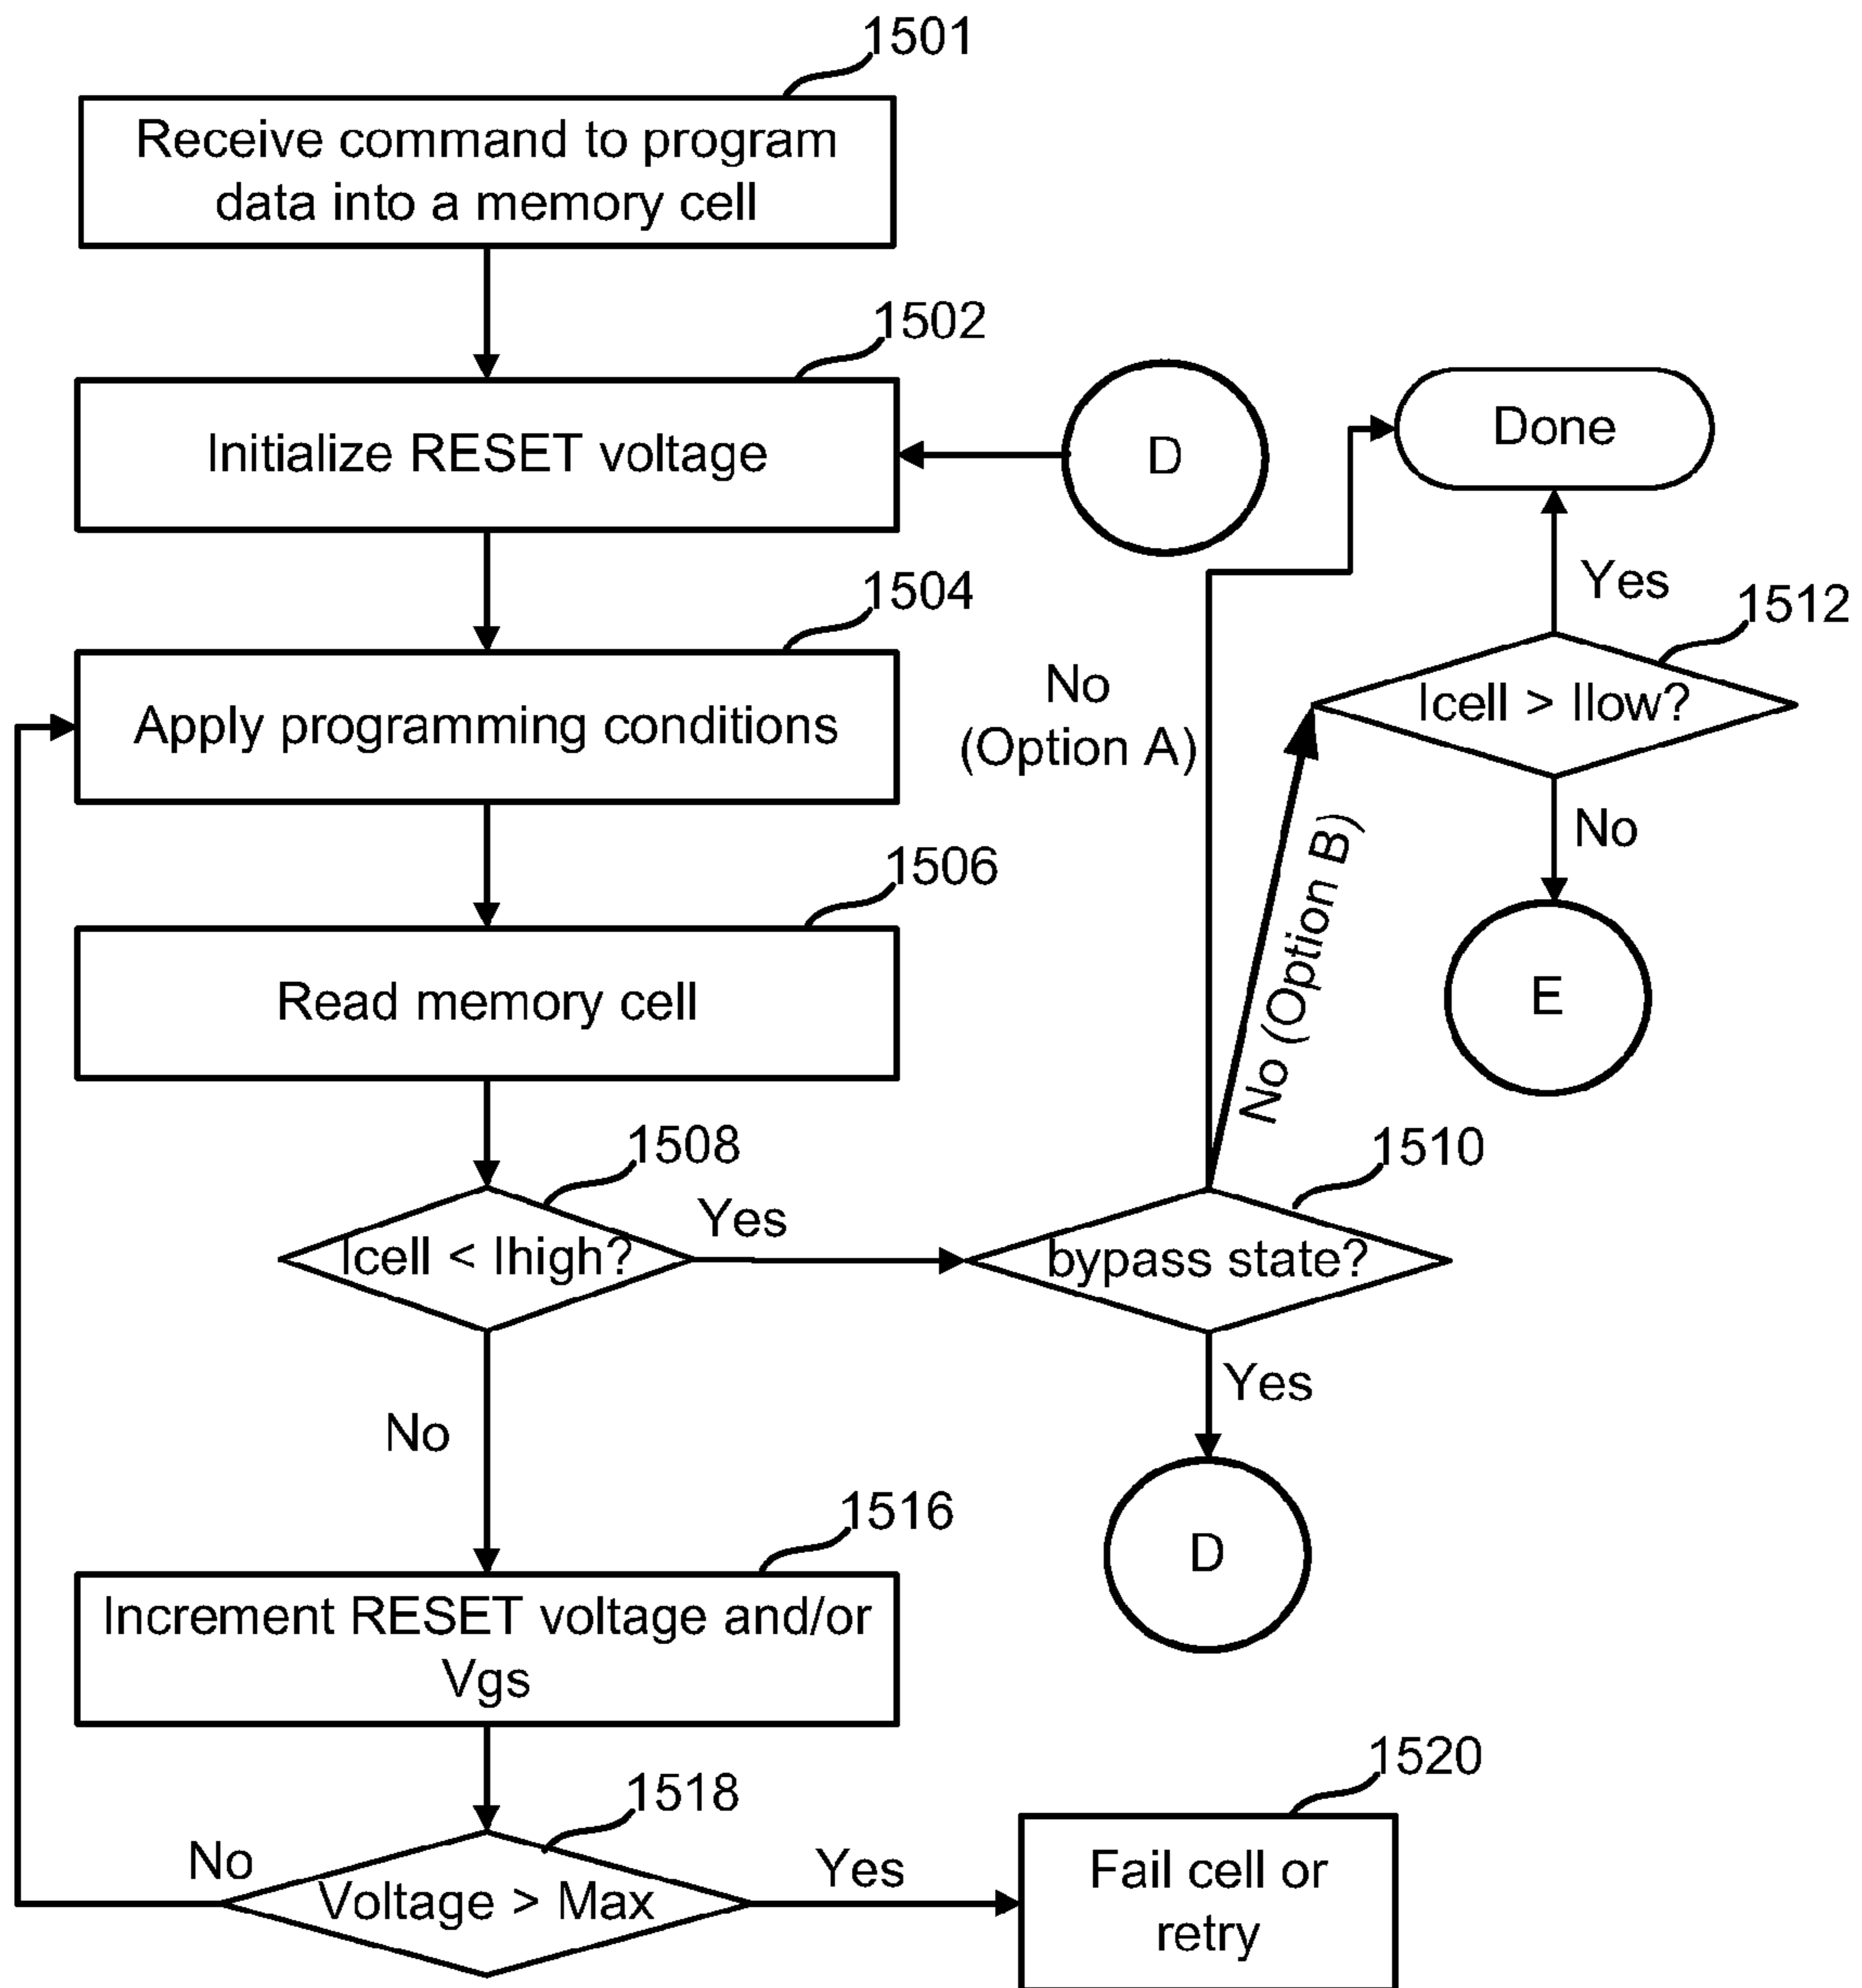 1501
Receive command to program
data into a memory cell
1502
Initialize RESET voltage
D
Done
1504
Apply programming conditions
No
(Option A)
Yes
1512
Icell > Ilow?
No
No (Option B)
E
1506
Read memory cell
1508
Icell < Ihigh?
Yes
1510
bypass state?
Yes
D
No
1516
Increment RESET voltage and/or
Vgs
1518
Voltage > Max
No
Yes
1520
Fail cell or
retry